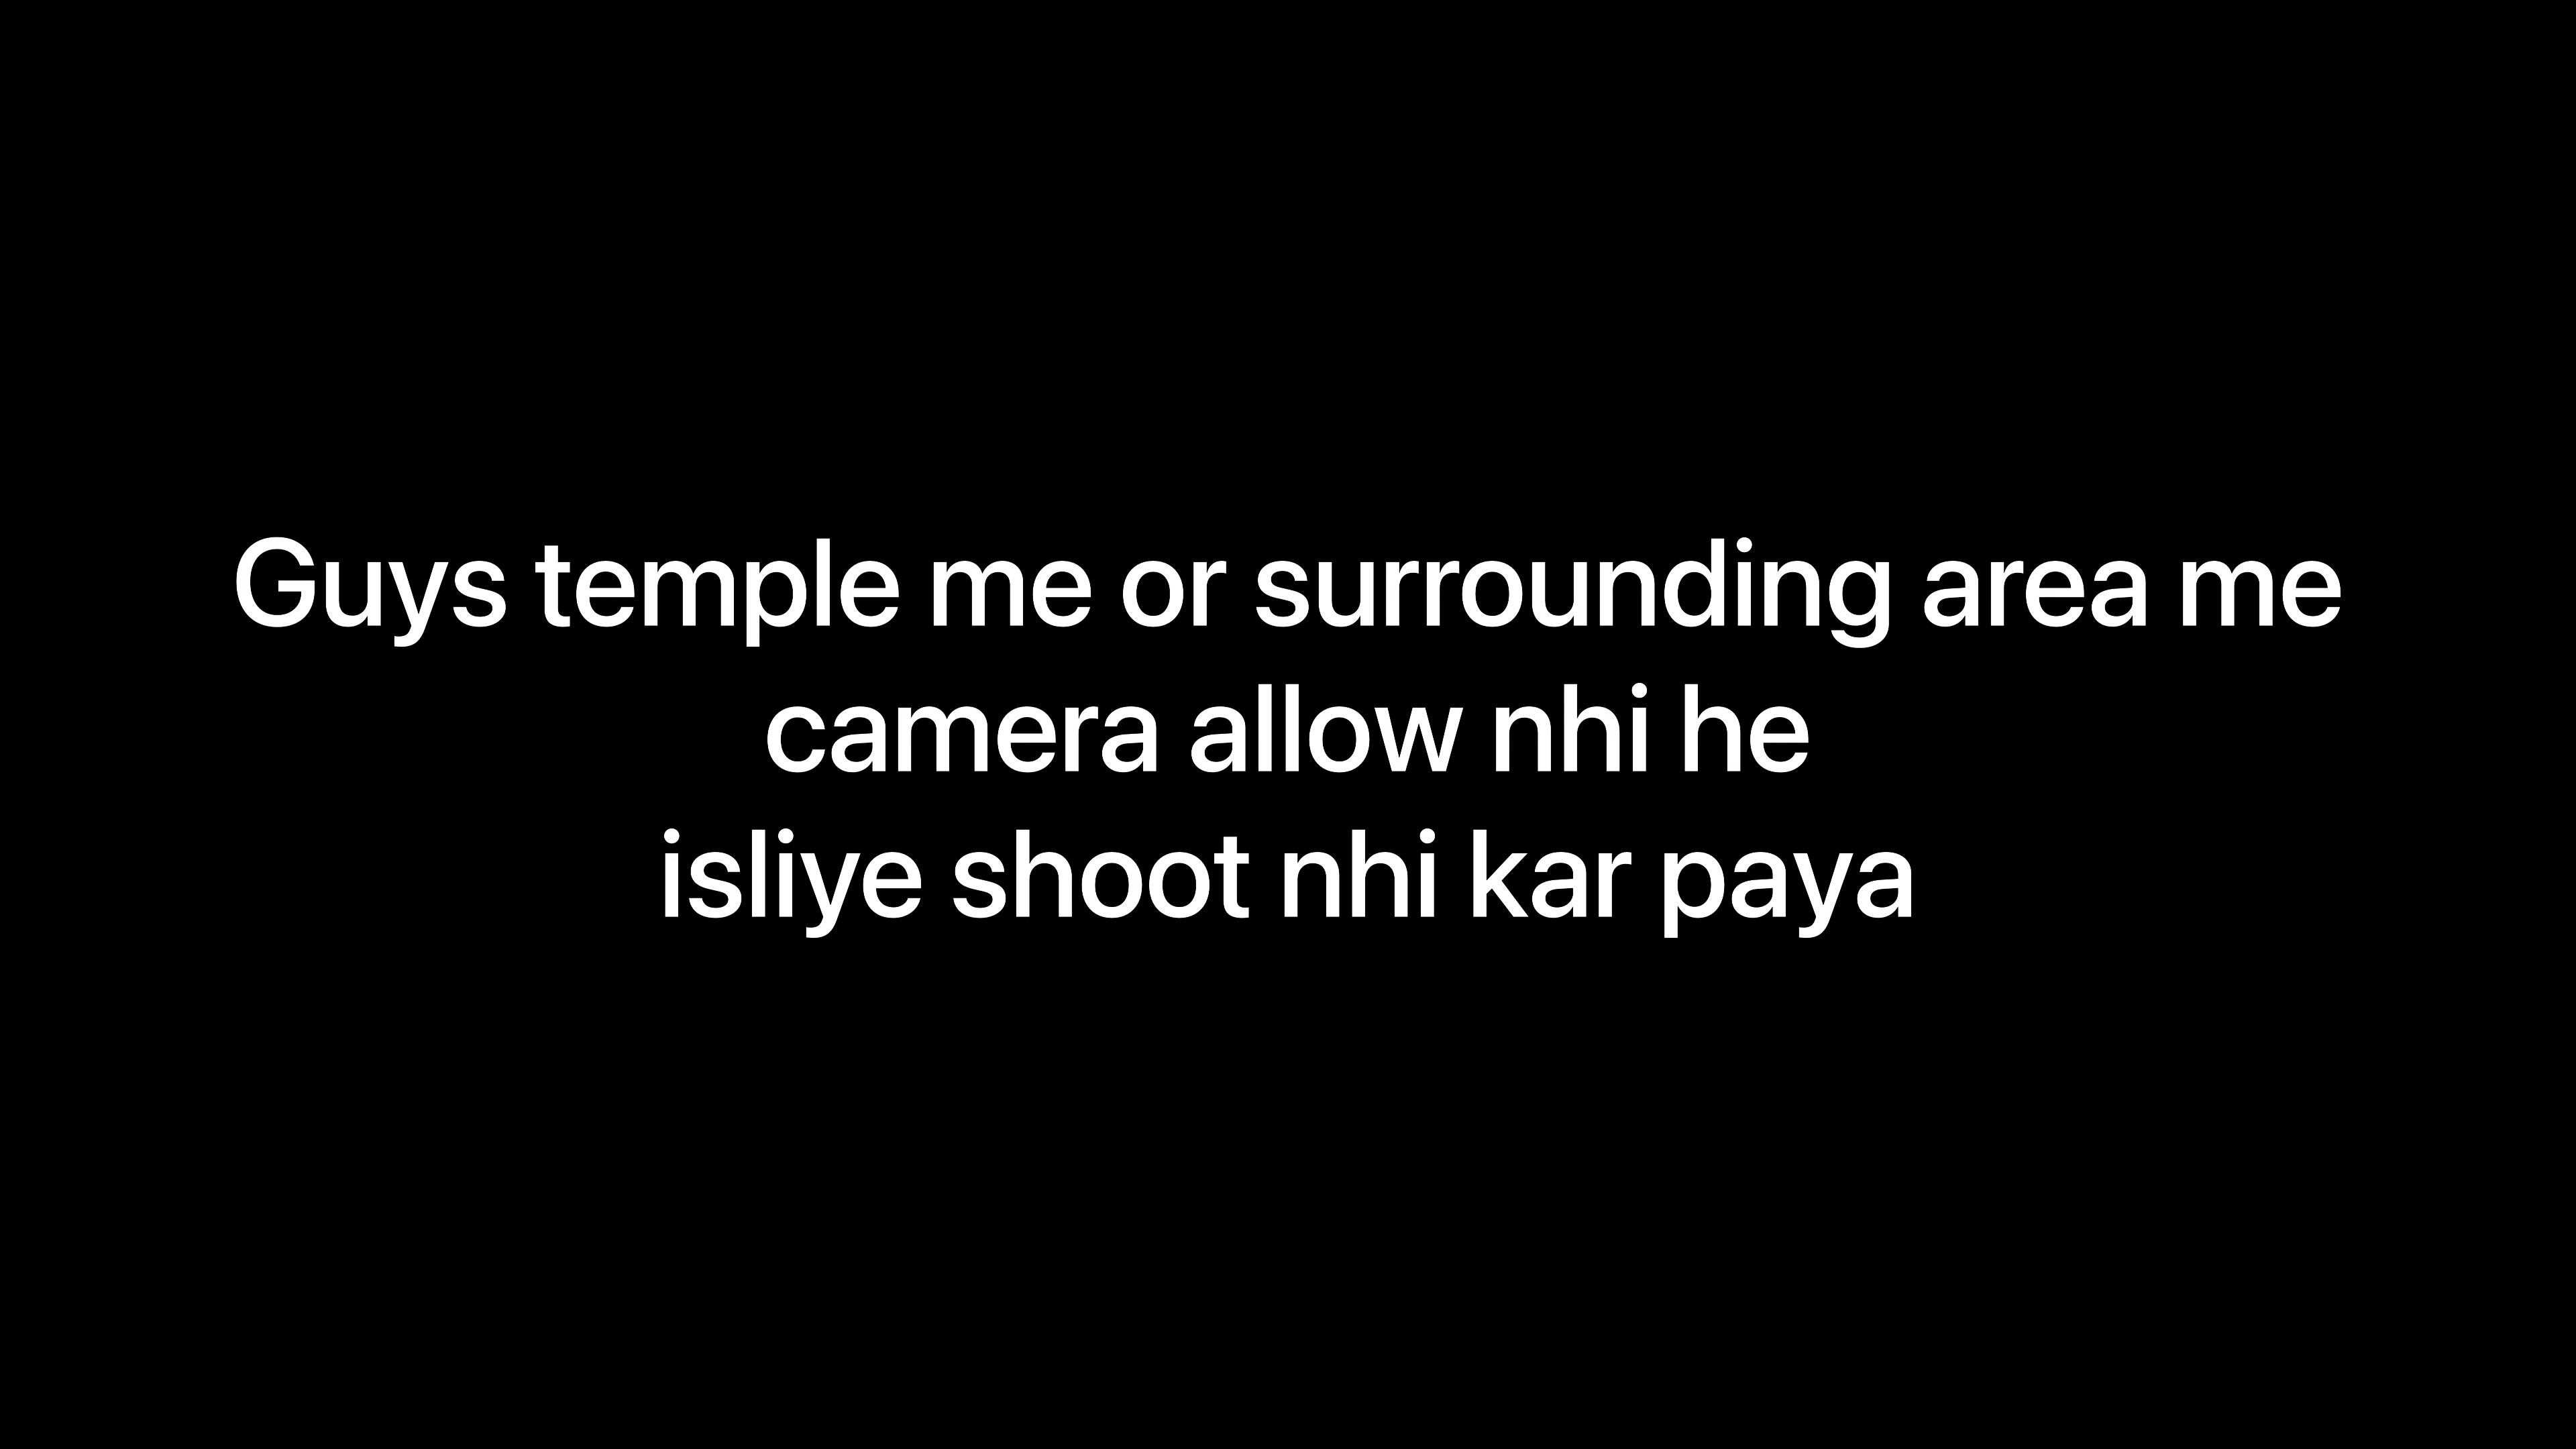 Guys temple me or surrounding area me
camera allow nhi he
isliye shoot nhi kar paya